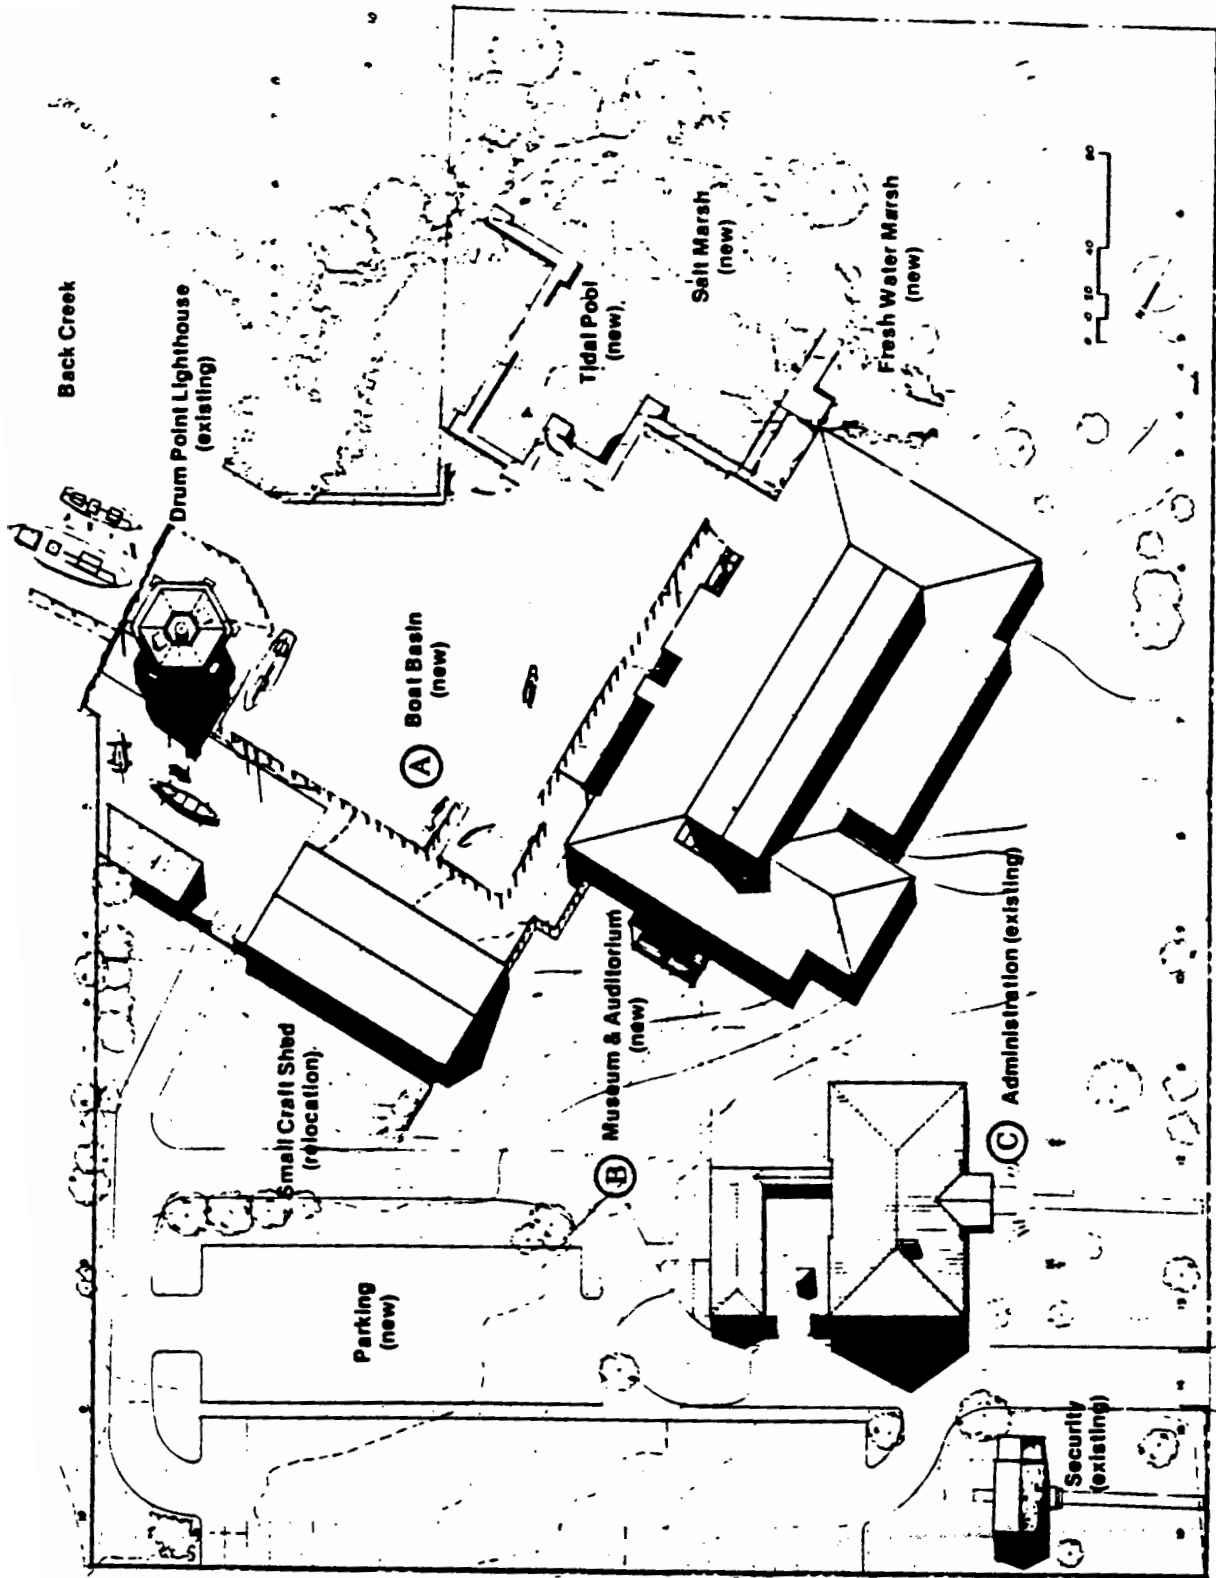 Back Creek
Drum Point Lighthouse
(existing)
Tidal Pool
(new)
Salt Marsh
(new)
Fresh Water Marsh
(new)
A Boat Basin
(new)
Small Craft Shed
(relocation)
B Museum & Auditorium
(new)
C Administration (existing)
Parking
(new)
Security
(existing)